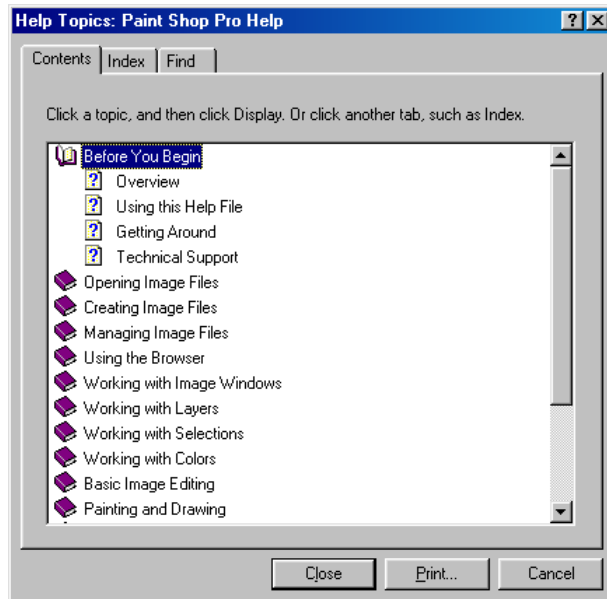 Help Topics: Paint Shop Pro Help
Contents Index Find
Click a topic, and then click Display. Or click another tab, such as Index.
Before You Begin
Overview
Using this Help File
Getting Around
Technical Support
Opening Image Files
Creating Image Files
Managing Image Files
Using the Browser
Working with Image Windows
Working with Layers
Working with Selections
Working with Colors
Basic Image Editing
Painting and Drawing
Close Print... Cancel